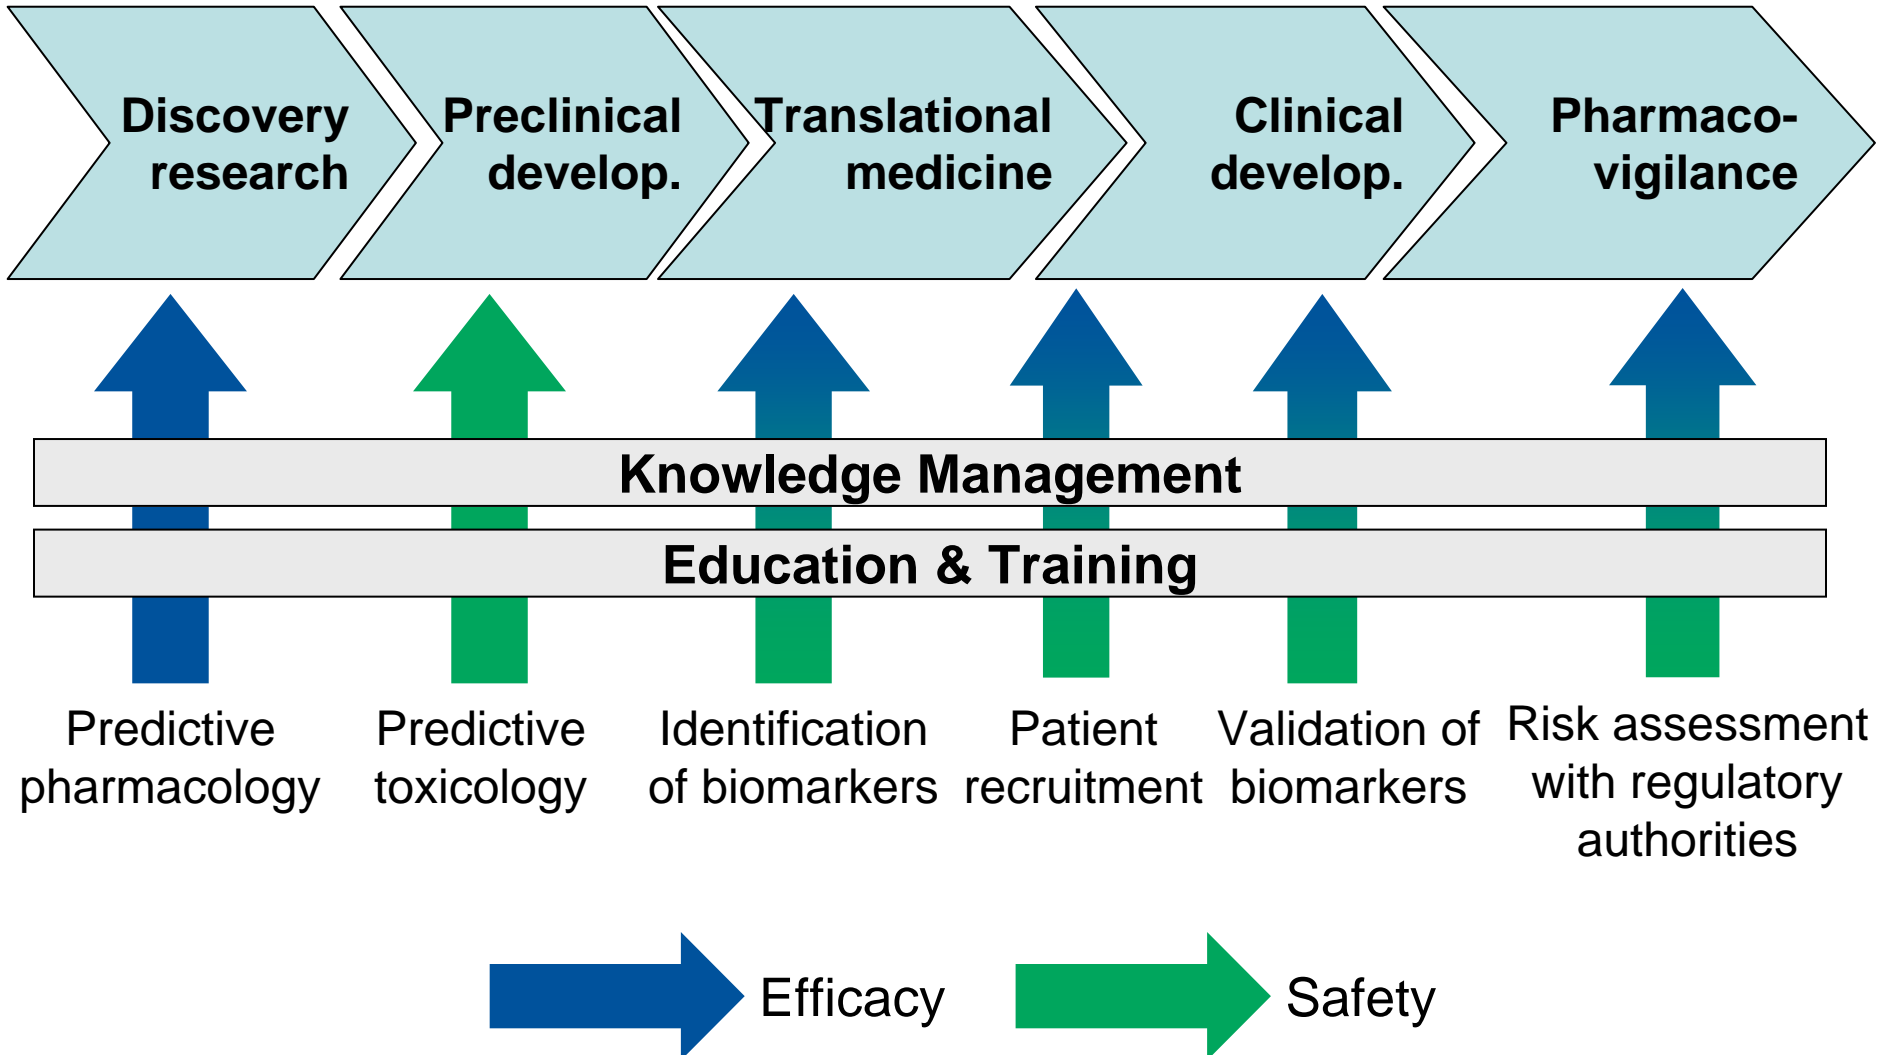 Discovery
research
Preclinical
develop.
Translational
medicine
Clinical
develop.
Pharmaco-
vigilance
Knowledge Management
Education & Training
Predictive
pharmacology
Predictive
toxicology
Identification
of biomarkers
Patient
recruitment
Validation of
biomarkers
Risk assessment
with regulatory
authorities
Efficacy
Safety